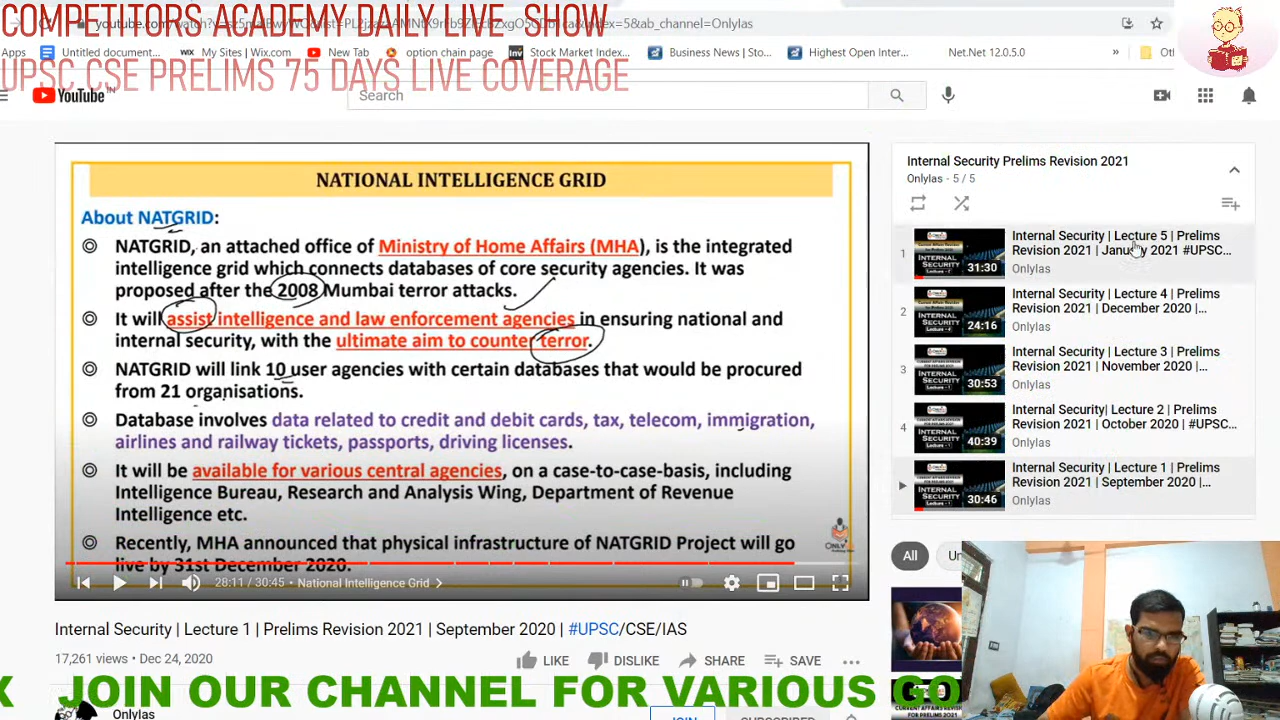 COMPETITORS ACADEMY DAILY LIVE-SHOW
Apps Untitled document... My Sites | Wix.com New Tab option chain page Stock Market Index... Business News | Sto... Highest Open Inter... Net.Net 12.0.5.0 » Otl
UPSC CSE PRELIMS 75 DAYS LIVE COVERAGE
YouTube IN
Search
NATIONAL INTELLIGENCE GRID
About NATGRID:
NATGRID, an attached office of Ministry of Home Affairs (MHA), is the integrated
intelligence grid which connects databases of core security agencies. It was
proposed after the 2008 Mumbai terror attacks.
It will assist intelligence and law enforcement agencies in ensuring national and
internal security, with the ultimate aim to counter terror.
NATGRID will link 10 user agencies with certain databases that would be procured
from 21 organisations.
Database involves data related to credit and debit cards, tax, telecom, immigration,
airlines and railway tickets, passports, driving licenses.
It will be available for various central agencies, on a case-to-case-basis, including
Intelligence Bureau, Research and Analysis Wing, Department of Revenue
Intelligence etc.
Recently, MHA announced that physical infrastructure of NATGRID Project will go
live by 31st December 2020.
28:11 / 30:45 • National Intelligence Grid
Internal Security | Lecture 1 | Prelims Revision 2021 | September 2020 | #UPSC/CSE/IAS
17,261 views • Dec 24, 2020
LIKE DISLIKE SHARE SAVE
JOIN OUR CHANNEL FOR VARIOUS GO
OnlyIas
JOIN SUBSCRIBED
Internal Security Prelims Revision 2021
OnlyIas - 5 / 5
1
31:30
Internal Security | Lecture 5 | Prelims
Revision 2021 | January 2021 #UPSC...
OnlyIas
2
24:16
Internal Security | Lecture 4 | Prelims
Revision 2021 | December 2020 |...
OnlyIas
3
30:53
Internal Security | Lecture 3 | Prelims
Revision 2021 | November 2020 |...
OnlyIas
4
40:39
Internal Security| Lecture 2 | Prelims
Revision 2021 | October 2020 | #UPSC...
OnlyIas
30:46
Internal Security | Lecture 1 | Prelims
Revision 2021 | September 2020 |...
OnlyIas
All